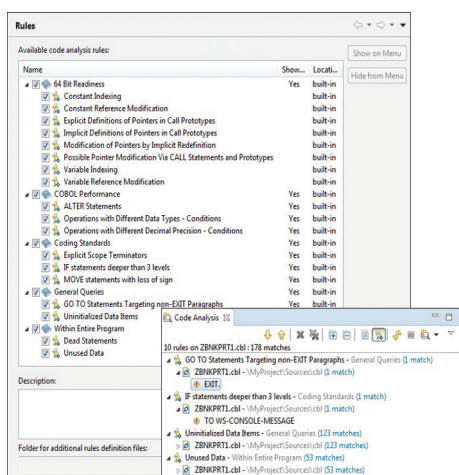 Rules
Available code analysis rules:
Show on Menu
Name Show... Locati...
Hide from Menu
64 Bit Readiness Yes built-in
Constant Indexing built-in
Constant Reference Modification built-in
Explicit Definitions of Pointers in Call Prototypes built-in
Implicit Definitions of Pointers in Call Prototypes built-in
Modification of Pointers by Implicit Redefinition built-in
Possible Pointer Modification Via CALL Statements and Prototypes built-in
Variable Indexing built-in
Variable Reference Modification built-in
COBOL Performance Yes built-in
ALTER Statements Yes built-in
Operations with Different Data Types - Conditions Yes built-in
Operations with Different Decimal Precision - Conditions Yes built-in
Coding Standards Yes built-in
Explicit Scope Terminators Yes built-in
IF statements deeper than 3 levels Yes built-in
MOVE statements with loss of sign Yes built-in
General Queries Yes built-in
GO TO Statements Targeting non-EXIT Paragraphs Yes built-in
Uninitialized Data Items
Within Entire Program
Dead Statements
Unused Data
Description:
Folder for additional rules definition files:
Code Analysis
10 rules on ZBNKPRT1.cbl : 178 matches
GO TO Statements Targeting non-EXIT Paragraphs - General Queries (1 match)
ZBNKPRT1.cbl - \MyProject\Sources\cbl (1 match)
EXIT.
IF statements deeper than 3 levels - Coding Standards (1 match)
ZBNKPRT1.cbl - \MyProject\Sources\cbl (1 match)
TO WS-CONSOLE-MESSAGE
Uninitialized Data Items - General Queries (123 matches)
ZBNKPRT1.cbl - \MyProject\Sources\cbl (123 matches)
Unused Data - Within Entire Program (53 matches)
ZBNKPRT1.cbl - \MyProject\Sources\cbl (53 matches)